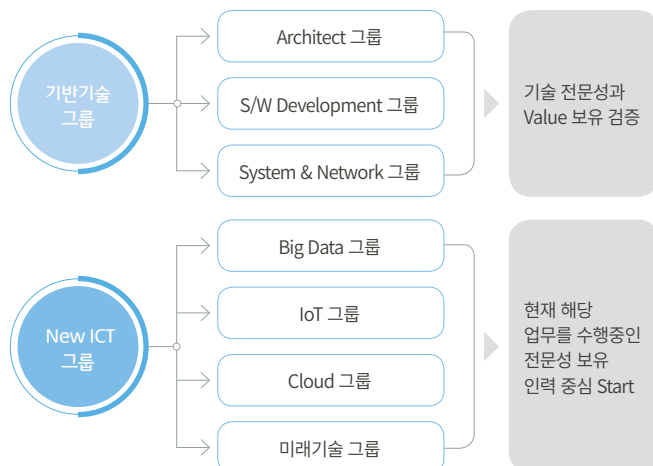 기반기술
그룹
Architect 그룹
S/W Development 그룹
System & Network 그룹
기술 전문성과
Value 보유 검증
New ICT
그룹
Big Data 그룹
IoT 그룹
Cloud 그룹
미래기술 그룹
현재 해당
업무를 수행중인
전문성 보유
인력 중심 Start